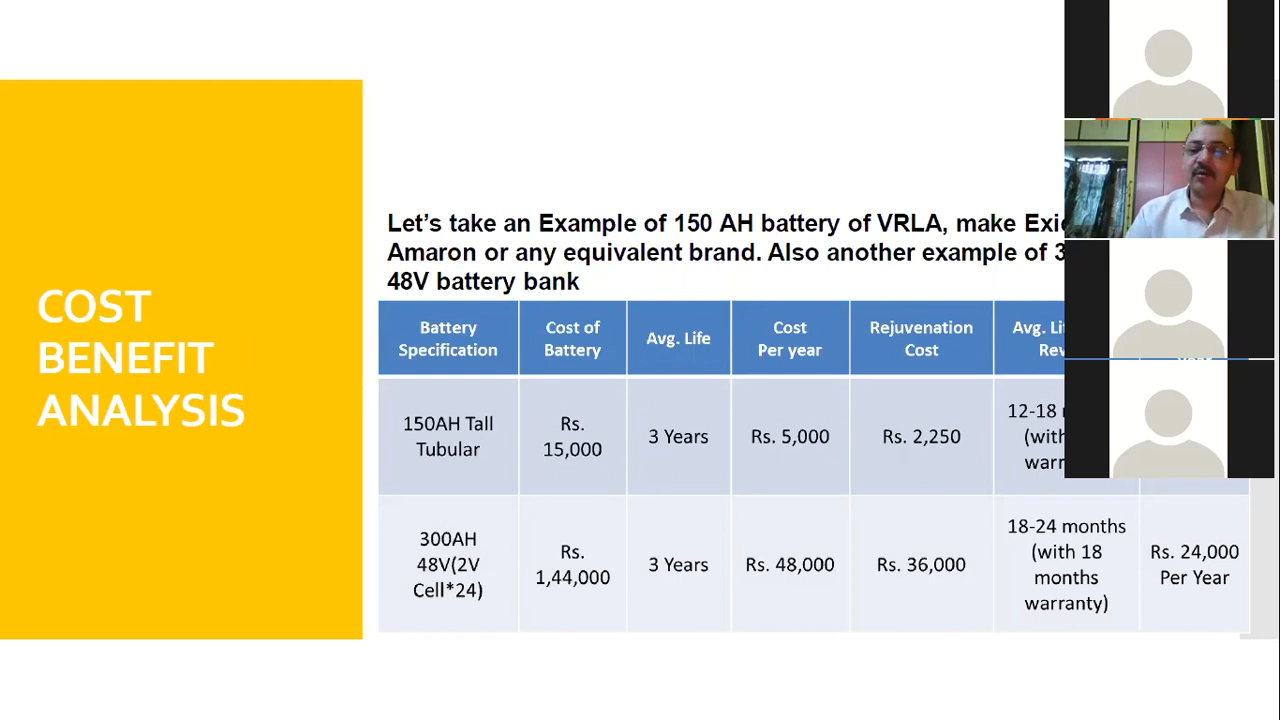 COST
BENEFIT
ANALYSIS
Let's take an Example of 150 AH battery of VRLA, make
Amaron or any equivalent brand. Also another example of
48V battery bank
Battery
Specification
Cost of
Battery
Avg. Life
Cost
Per year
Rejuvenation
Cost
Avg.
150AH Tall
Tubular
Rs.
15,000
3 Years
Rs. 5,000
Rs. 2,250
12-18
(with
300AH
48V(2V
Cell*24)
Rs.
1,44,000
3 Years
Rs. 48,000
Rs. 36,000
18-24 months
(with 18
months
warranty)
Rs. 24,000
Per Year